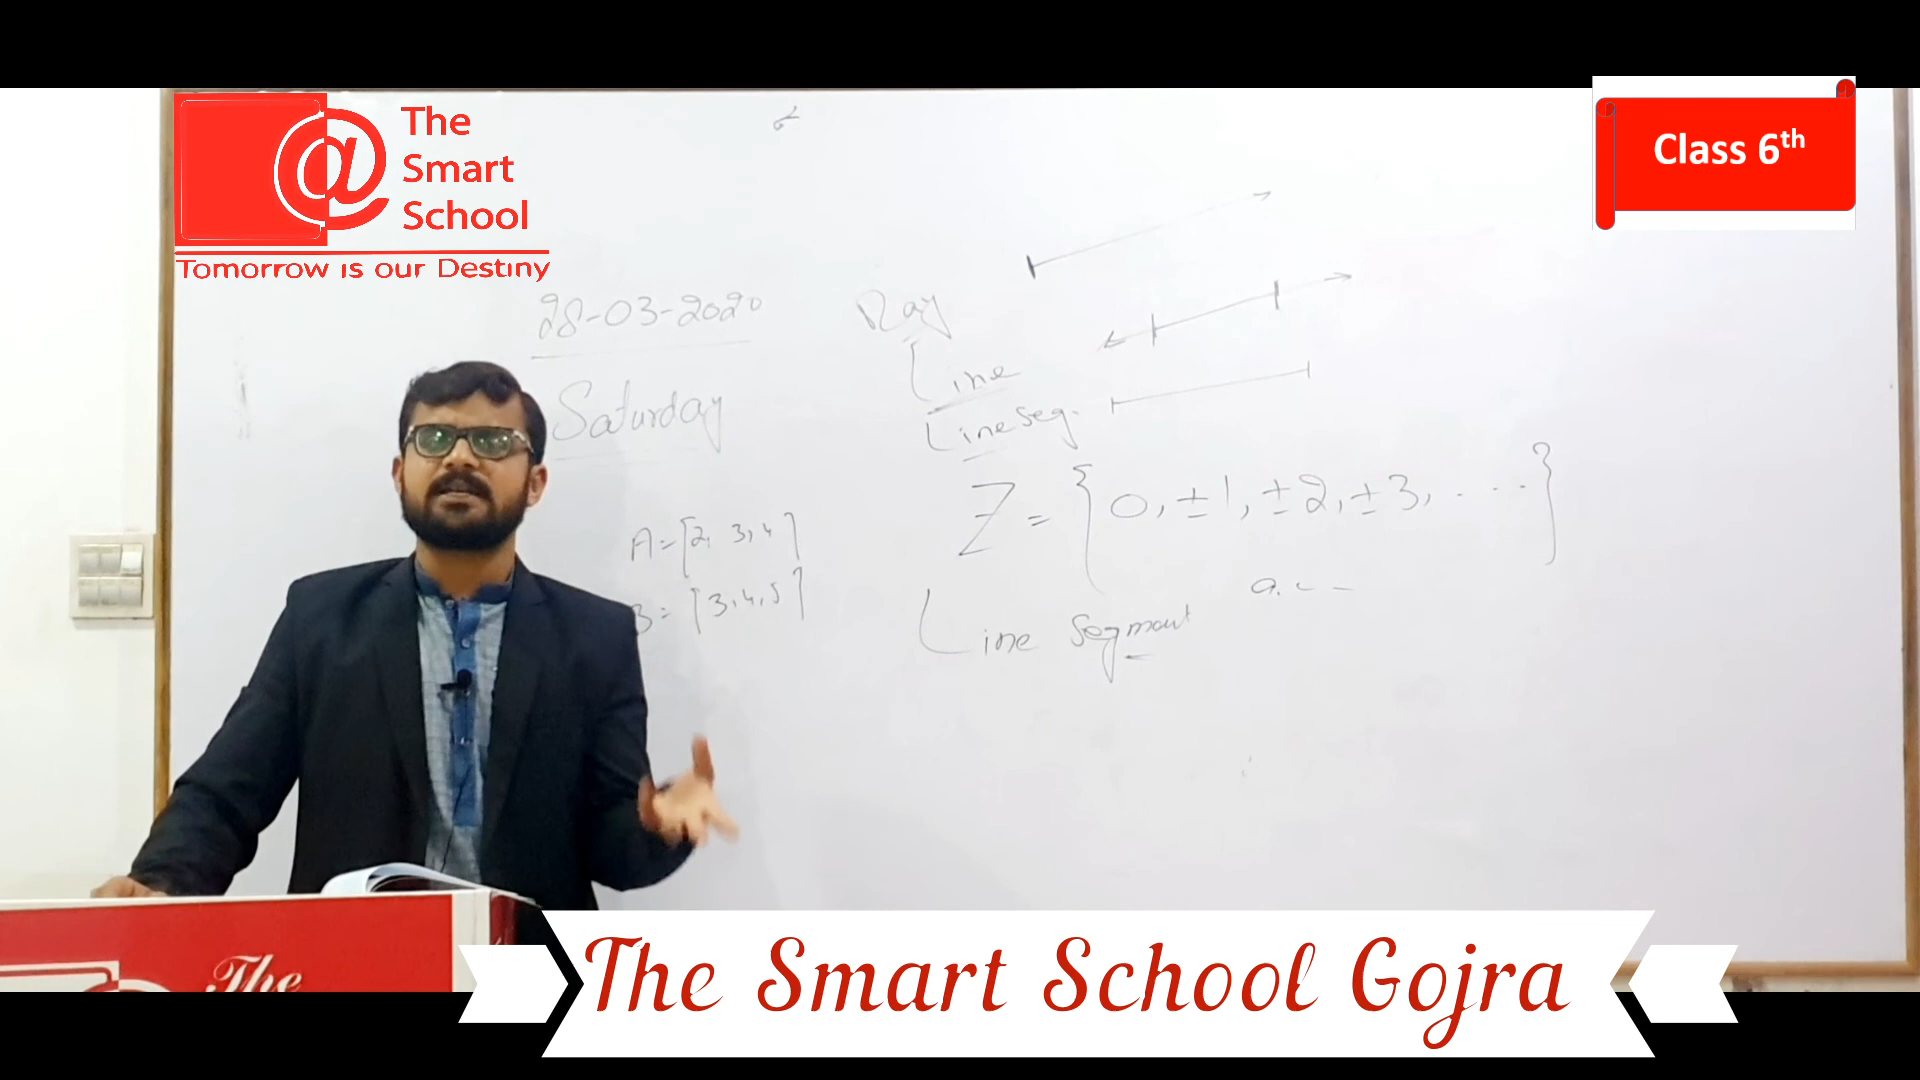 The
Smart
School
Tomorrow is our Destiny
Class 6th
28-03-2020
Saturday
Ray
Line
Line Seg.
A = {2, 3, 4}
B = {3, 4, 5}
Z = {0, ±1, ±2, ±3, ....}
Line Segment
The
The Smart School Gojra